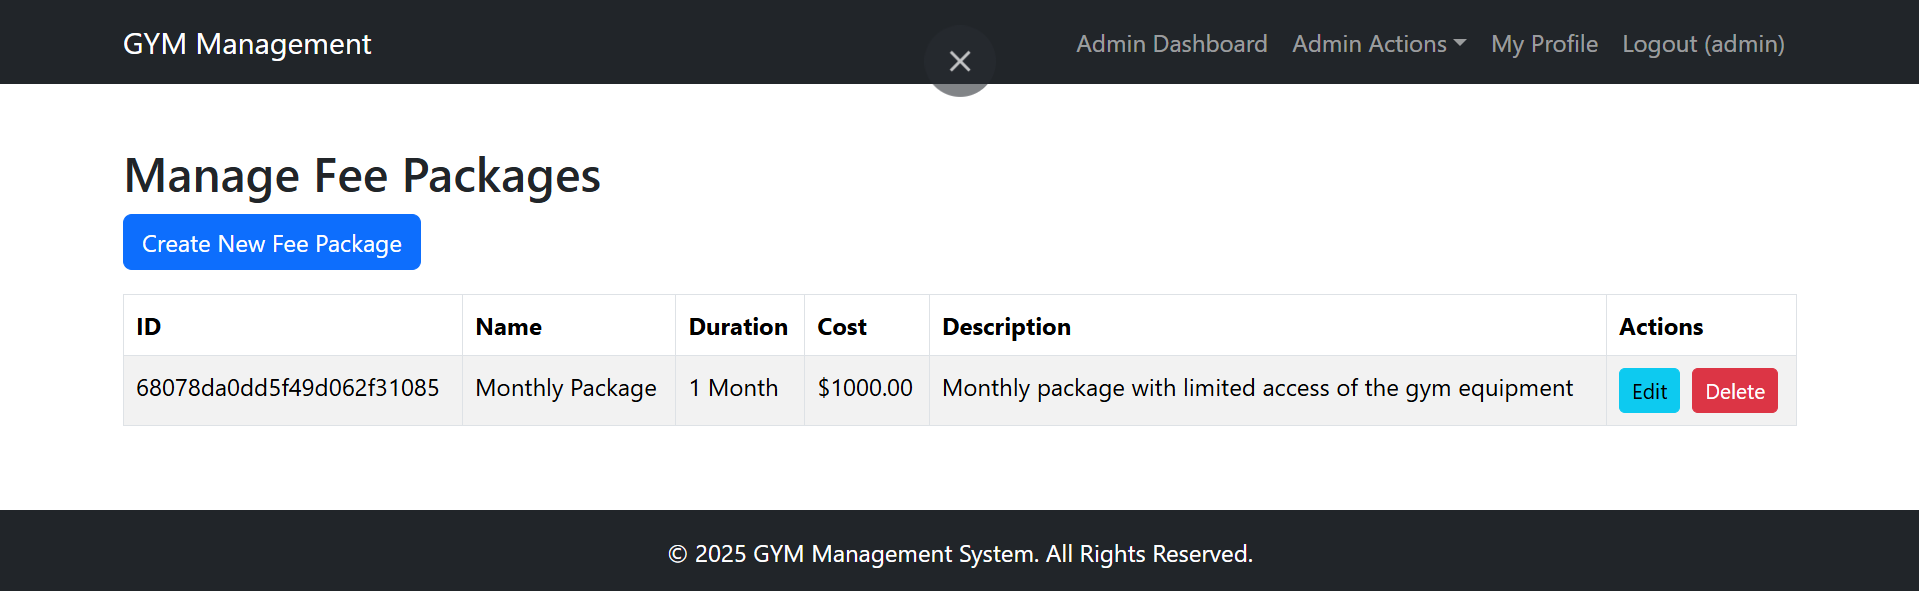 GYM Management
Admin Dashboard Admin Actions My Profile Logout (admin)
Manage Fee Packages
Create New Fee Package
ID Name Duration Cost Description Actions
68078da0dd5f49d062f31085 Monthly Package 1 Month $1000.00 Monthly package with limited access of the gym equipment Edit Delete
© 2025 GYM Management System. All Rights Reserved.